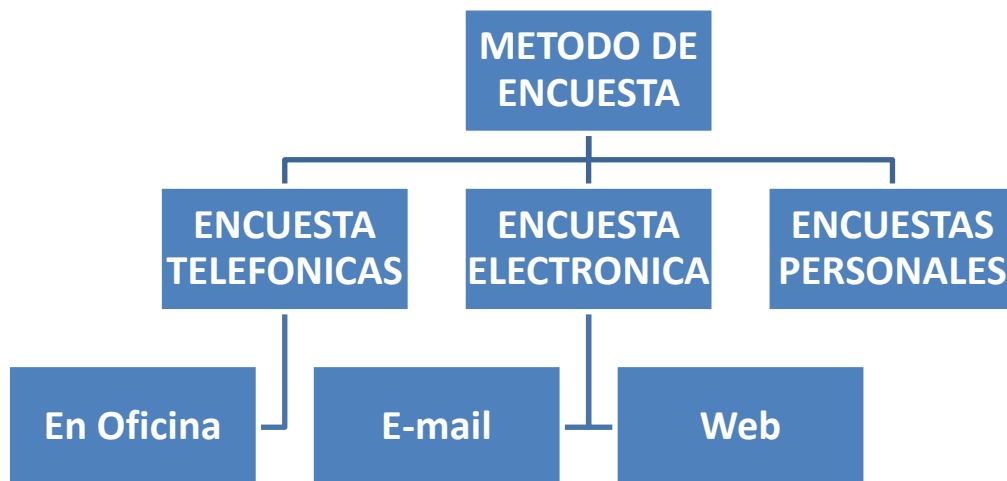 METODO DE
ENCUESTA
ENCUESTA
TELEFONICAS
ENCUESTA
ELECTRONICA
ENCUESTAS
PERSONALES
En Oficina
E-mail
Web